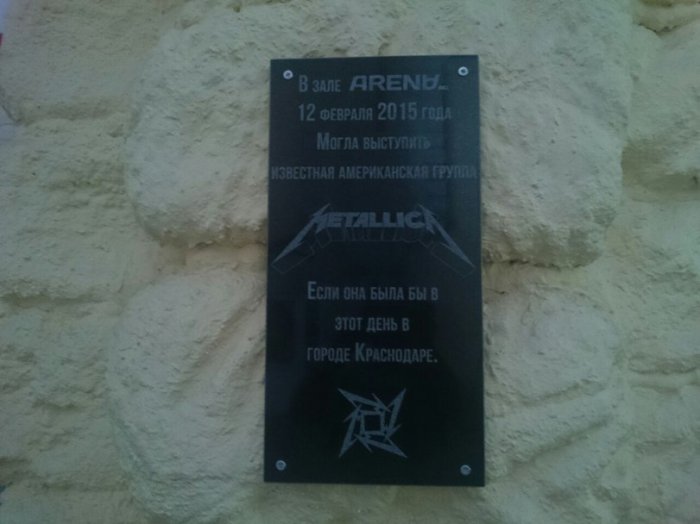 В ЗАЛЕ ARENA
12 ФЕВРАЛЯ 2015 ГОДА
МОГЛА ВЫСТУПИТЬ
ИЗВЕСТНАЯ АМЕРИКАНСКАЯ ГРУППА
METALLICA
ЕСЛИ ОНА БЫЛА БЫ В
ЭТОТ ДЕНЬ В
ГОРОДЕ КРАСНОДАРЕ.